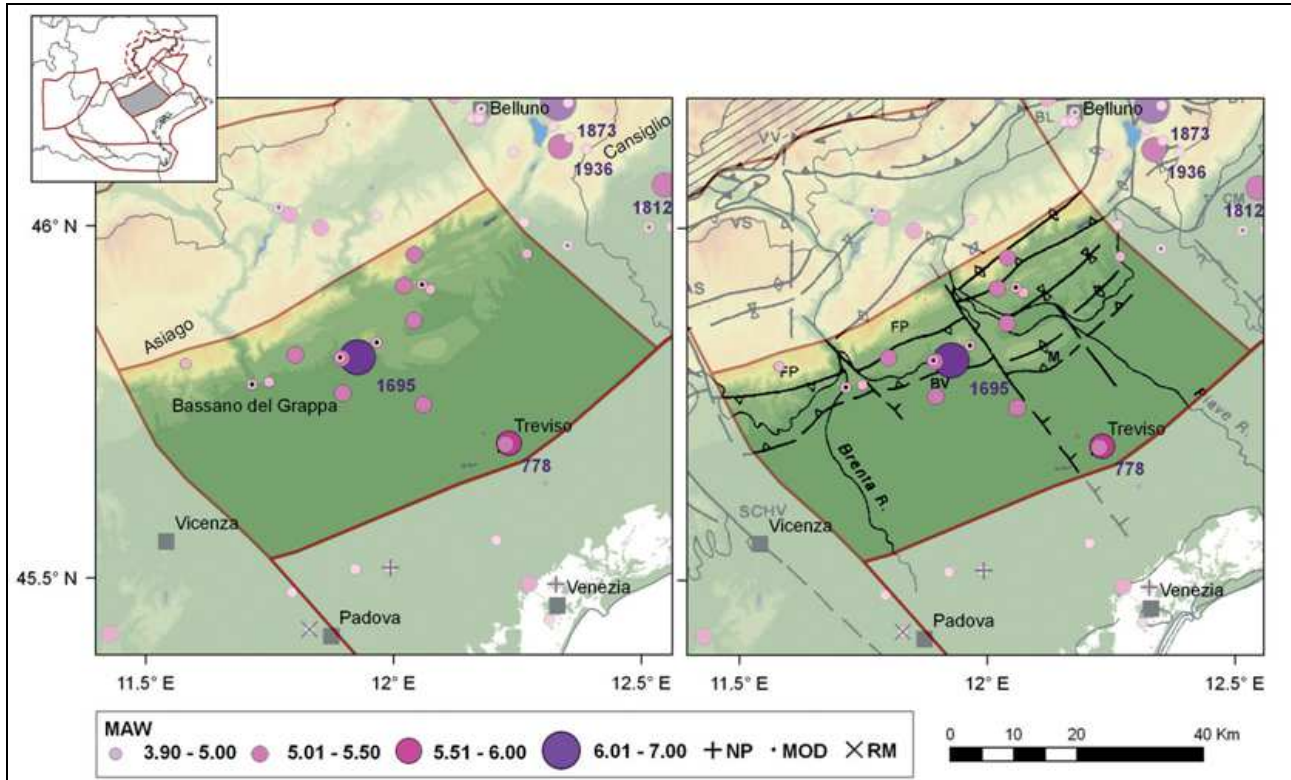 Belluno
1873
Cansiglio
1936
1812
46° N
Asiago
1695
Bassano del Grappa
Treviso
778
Vicenza
45.5° N
Venezia
Padova
11.5° E
12° E
12.5° E
Belluno
BL
VV
1873
1936
CM
1812
VS
AS
FP
FP
1695
BV
M
Piave R.
Treviso
778
Brenta R.
SCHV
Vicenza
Venezia
Padova
11.5° E
12° E
12.5° E
MAW
3.90 - 5.00 5.01 - 5.50 5.51 - 6.00 6.01 - 7.00 NP MOD RM
0 10 20 40 Km